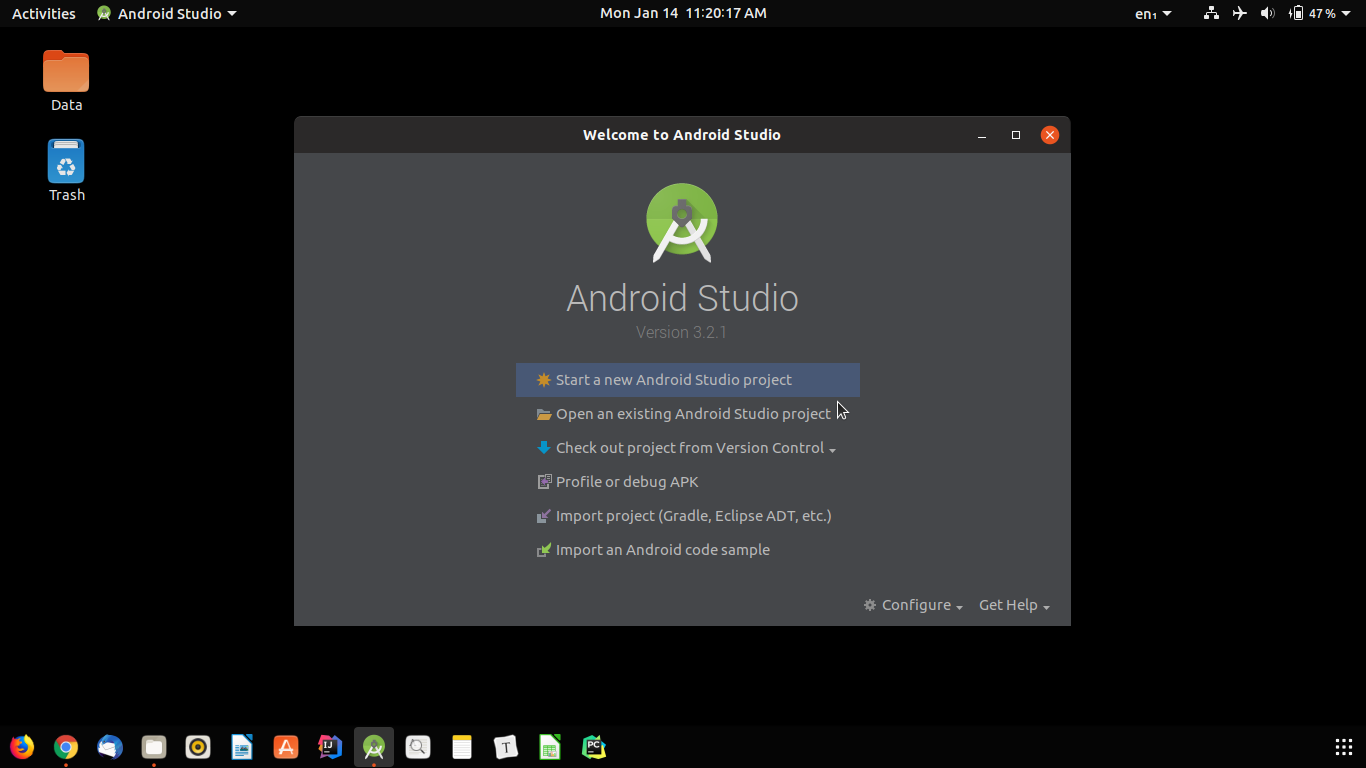 Activities
Android Studio
Mon Jan 14 11:20:17 AM
en₁
47 %
Data
Trash
Welcome to Android Studio
Android Studio
Version 3.2.1
Start a new Android Studio project
Open an existing Android Studio project
Check out project from Version Control
Profile or debug APK
Import project (Gradle, Eclipse ADT, etc.)
Import an Android code sample
Configure
Get Help
IJ
T
PC